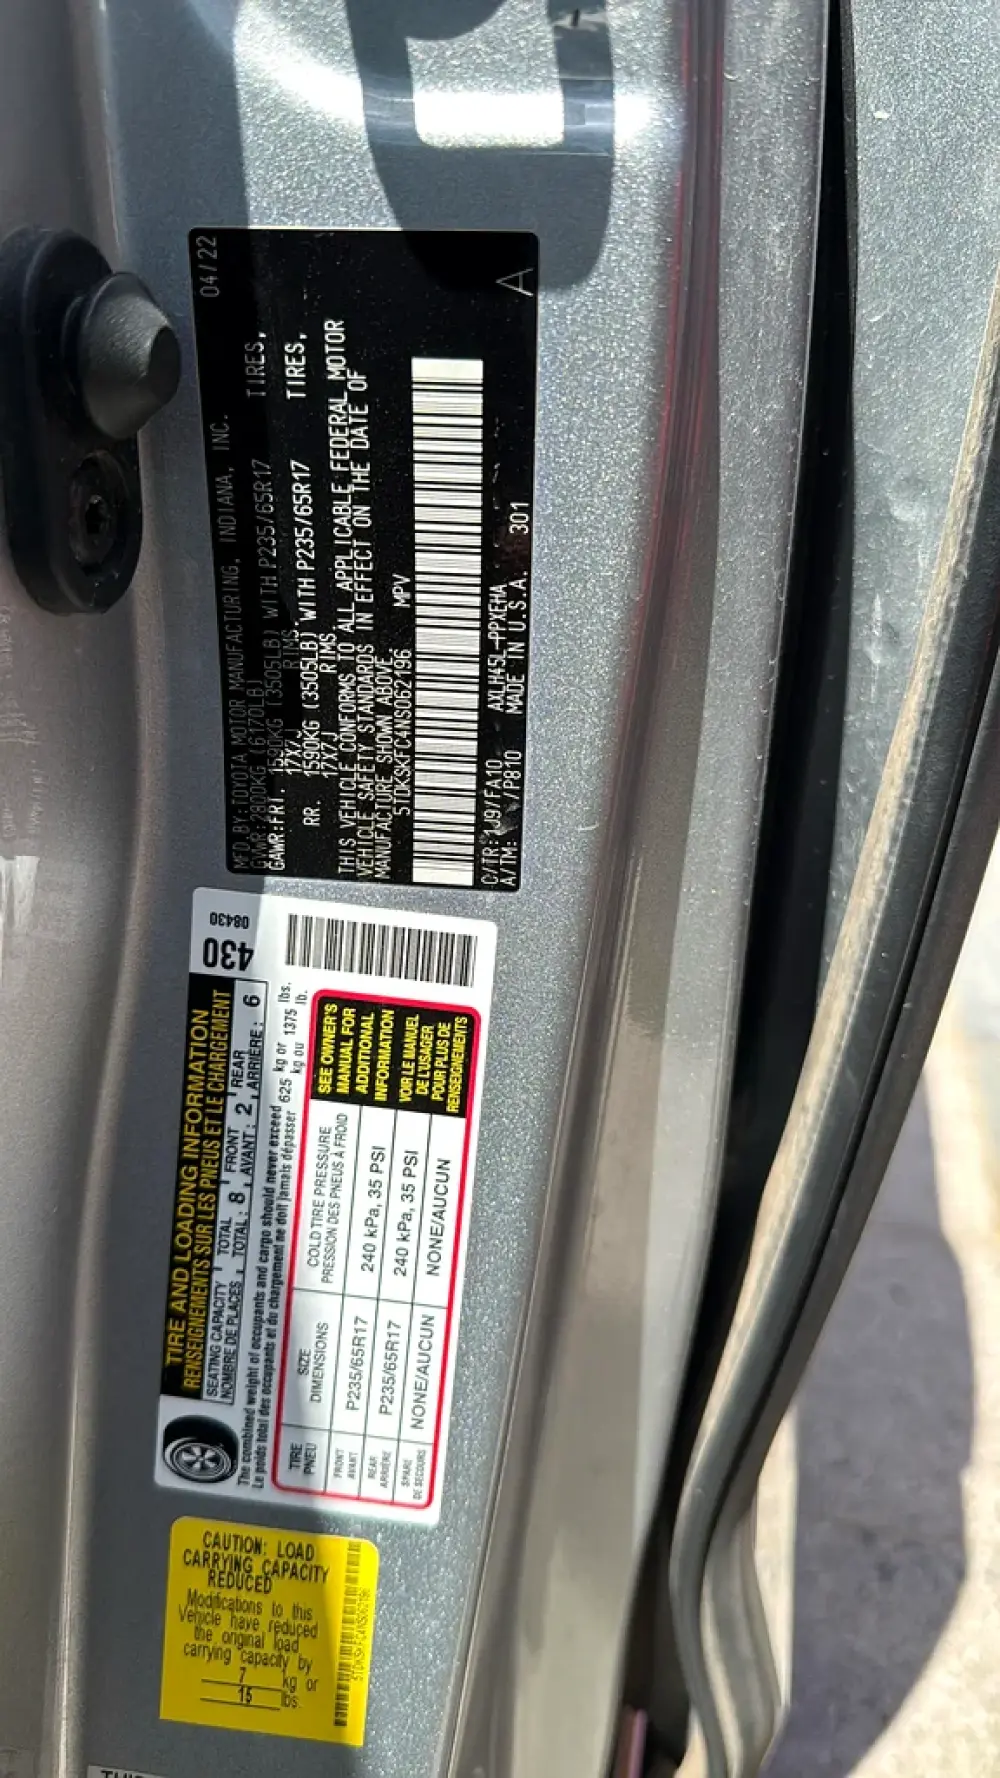 04/22
MFD.BY:TOYOTA MOTOR MANUFACTURING, INDIANA, INC.
GVWR:2800KG (6170LB)
GAWR:FRT. 1590KG (3505LB) WITH P235/65R17 TIRES,
17X7J RIMS,
RR. 1590KG (3505LB) WITH P235/65R17 TIRES,
17X7J RIMS
THIS VEHICLE CONFORMS TO ALL APPLICABLE FEDERAL MOTOR
VEHICLE SAFETY STANDARDS IN EFFECT ON THE DATE OF
MANUFACTURE SHOWN ABOVE.
5TDKSKFC4NS062196 MPV
C/TR:1J9/FA10 AXLH45L-PPXEHA
A/TM: /P810 MADE IN U.S.A. 301
A
TIRE AND LOADING INFORMATION
RENSEIGNEMENTS SUR LES PNEUS ET LE CHARGEMENT
430
08430
SEATING CAPACITY TOTAL FRONT REAR
NOMBRE DE PLACES TOTAL: 8 AVANT: 2 ARRIÈRE: 6
The combined weight of occupants and cargo should never exceed 625 kg or 1375 lbs.
Le poids total des occupants et du chargement ne doit jamais dépasser kg ou lb.
TIRE SIZE COLD TIRE PRESSURE
PNEU DIMENSIONS PRESSION DES PNEUS À FROID
FRONT
AVANT P235/65R17 240 kPa, 35 PSI
REAR
ARRIÈRE P235/65R17 240 kPa, 35 PSI
SPARE
DE SECOURS NONE/AUCUN NONE/AUCUN
SEE OWNER'S
MANUAL FOR
ADDITIONAL
INFORMATION
VOIR LE MANUEL
DE L'USAGER
POUR PLUS DE
RENSEIGNEMENTS
CAUTION: LOAD
CARRYING CAPACITY
REDUCED
Modifications to this
Vehicle have reduced
the original load
carrying capacity by
7 kg or
15 lbs.
5TDKSKFC4NS062196